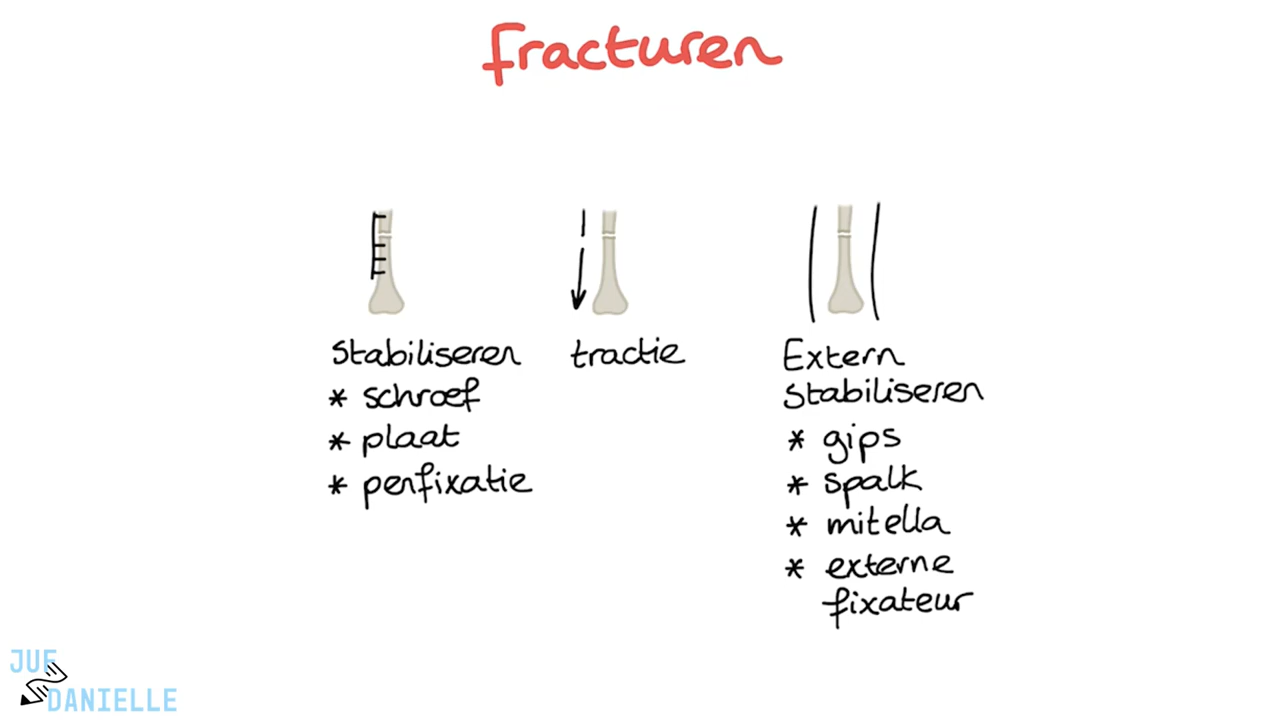 fracturen
Stabiliseren
* schroef
* plaat
* penfixatie
tractie
Extern
stabiliseren
* gips
* spalk
* mitella
* externe
fixateur
JUF
DANIELLE